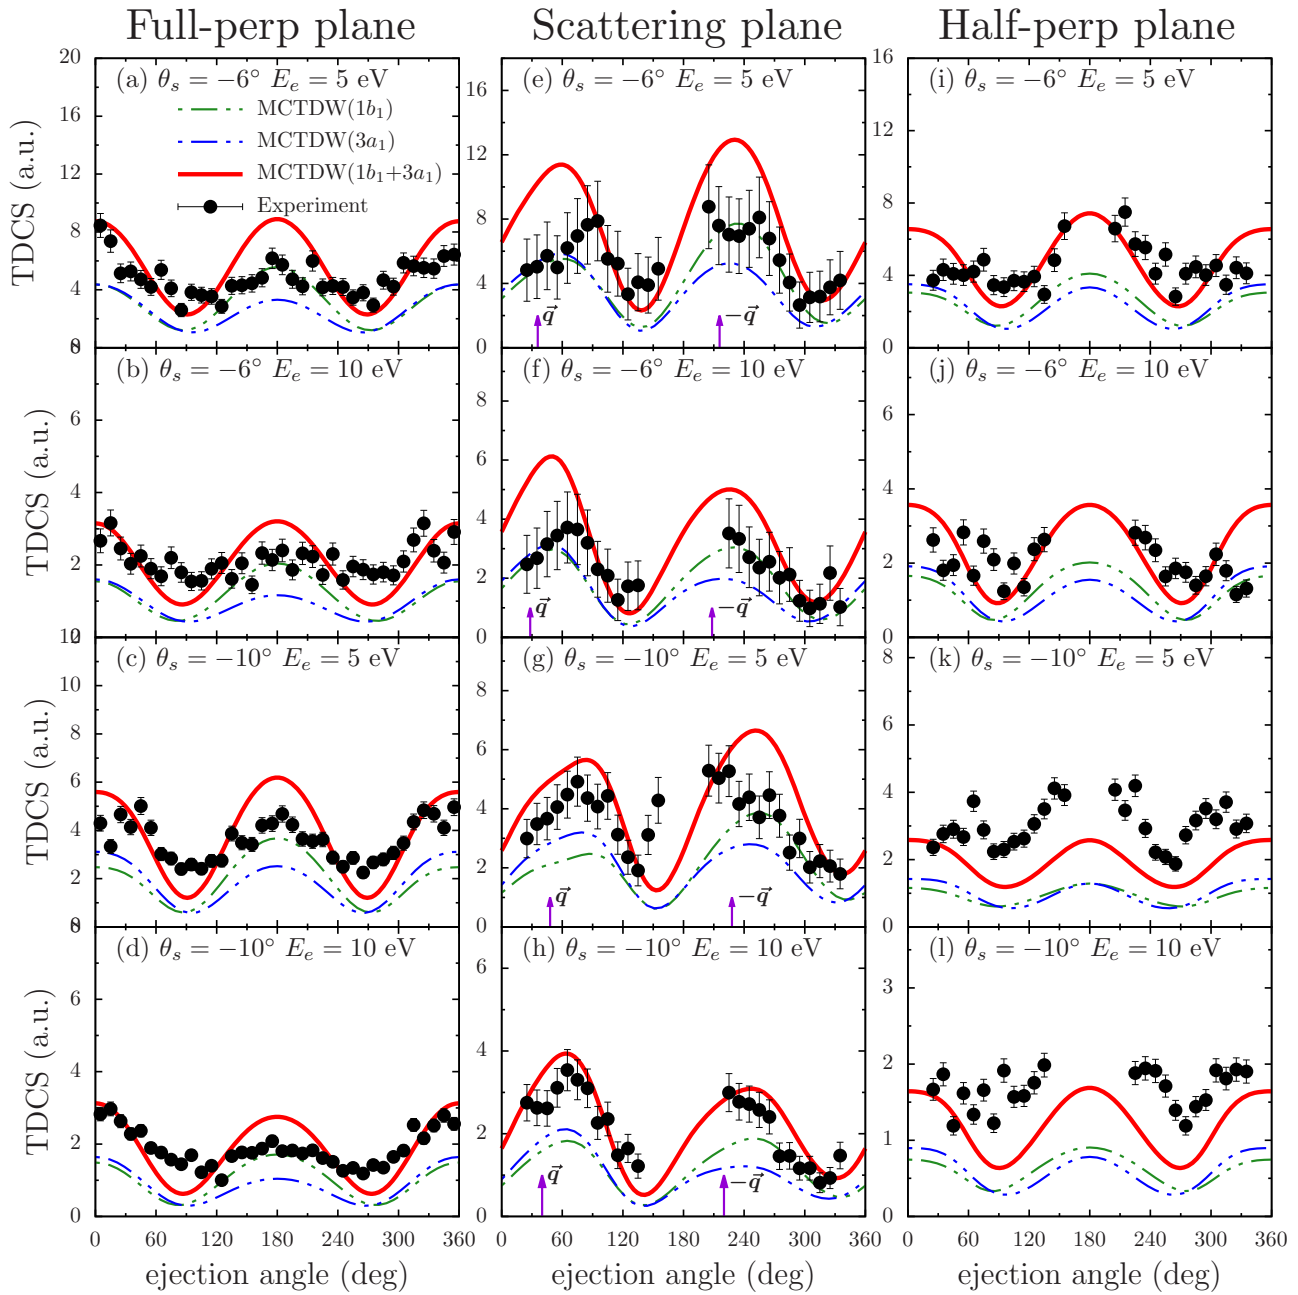 Full-perp plane Scattering plane Half-perp plane
(a) θs = −6° Ee = 5 eV
MCTDW(1b1)
MCTDW(3a1)
MCTDW(1b1+3a1)
Experiment
TDCS (a.u.)
20
16
12
8
4
(e) θs = −6° Ee = 5 eV
16
12
8
4
0
q⃗
−q⃗
(i) θs = −6° Ee = 5 eV
16
12
8
4
0
(b) θs = −6° Ee = 10 eV
TDCS (a.u.)
6
4
2
(f) θs = −6° Ee = 10 eV
8
6
4
2
0
q⃗
−q⃗
(j) θs = −6° Ee = 10 eV
6
4
2
0
(c) θs = −10° Ee = 5 eV
TDCS (a.u.)
10
8
6
4
2
(g) θs = −10° Ee = 5 eV
8
6
4
2
0
q⃗
−q⃗
(k) θs = −10° Ee = 5 eV
8
6
4
2
0
(d) θs = −10° Ee = 10 eV
TDCS (a.u.)
6
4
2
0
(h) θs = −10° Ee = 10 eV
6
4
2
0
q⃗
−q⃗
(l) θs = −10° Ee = 10 eV
3
2
1
0
0 60 120 180 240 300 360 0 60 120 180 240 300 360 0 60 120 180 240 300 360
ejection angle (deg) ejection angle (deg) ejection angle (deg)